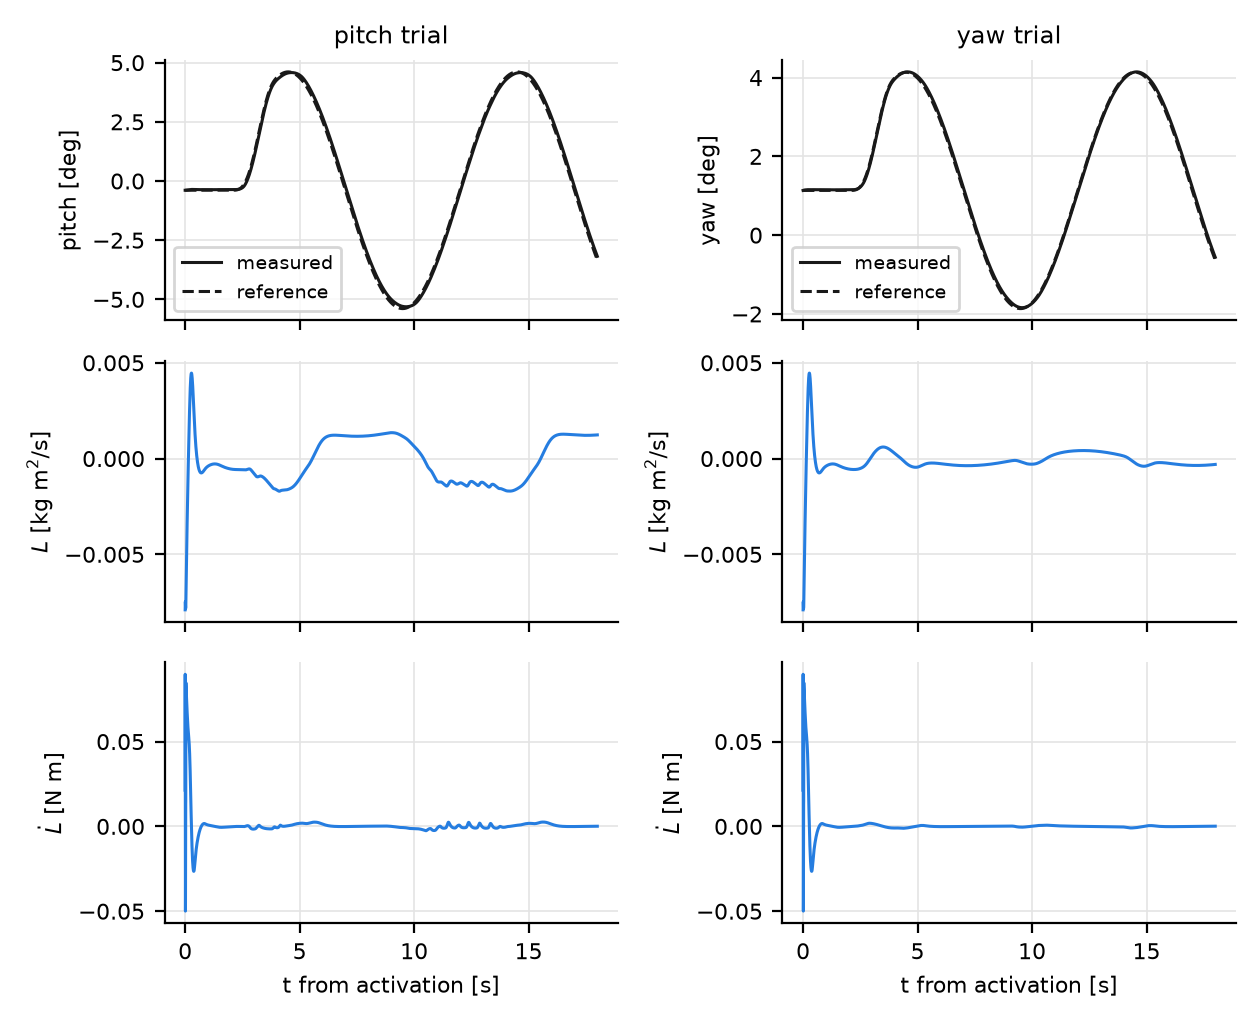 pitch trial
yaw trial
pitch [deg]
5.0
2.5
0.0
−2.5
−5.0
measured
reference
yaw [deg]
4
2
0
−2
measured
reference
L [kg m²/s]
0.005
0.000
−0.005
L [kg m²/s]
0.005
0.000
−0.005
L̇ [N m]
0.05
0.00
−0.05
0
5
10
15
t from activation [s]
L̇ [N m]
0.05
0.00
−0.05
0
5
10
15
t from activation [s]